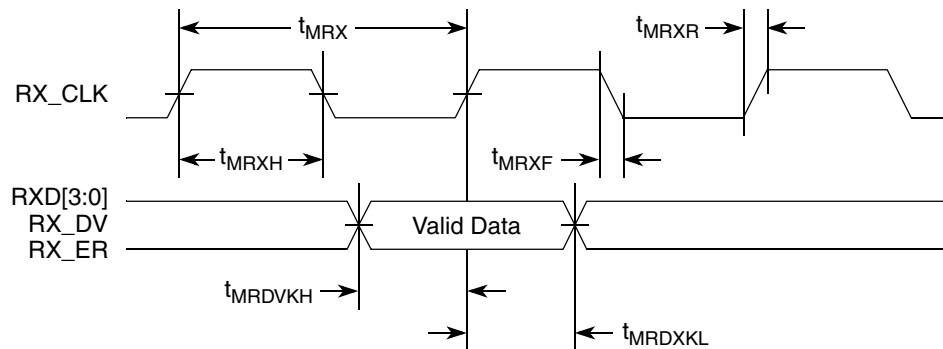 tMRX
tMRXR
RX_CLK
tMRXH
tMRXF
RXD[3:0]
RX_DV
RX_ER
Valid Data
tMRDVKH
tMRDXKL